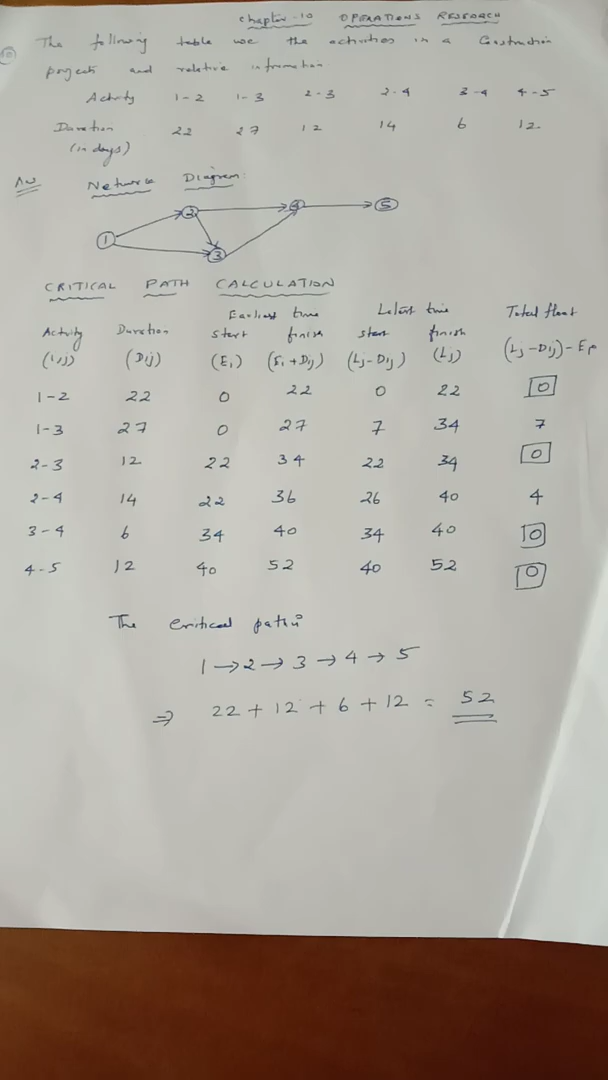 Chapter-10 OPERATIONS RESEARCH
The following table we the activities in a Construction
projects and relative information.
Activity 1-2 1-3 2-3 2-4 3-4 4-5
Duration 22 27 12 14 6 12.
(in days)
Network Diagram:
2 4 5
1
3
CRITICAL PATH CALCULATION
Earliest time Latest time Total float
Activity Duration start finish start finish
(i,j) (Dij) (Ei) (Ei + Dij) (Lj - Dij) (Lj) (Lj - Dij) - Ei
1-2 22 0 22 0 22 0
1-3 27 0 27 7 34 7
2-3 12 22 34 22 34 0
2-4 14 22 36 26 40 4
3-4 6 34 40 34 40 0
4-5 12 40 52 40 52 0
The critical path:
1 → 2 → 3 → 4 → 5
⇒ 22 + 12 + 6 + 12 = 52